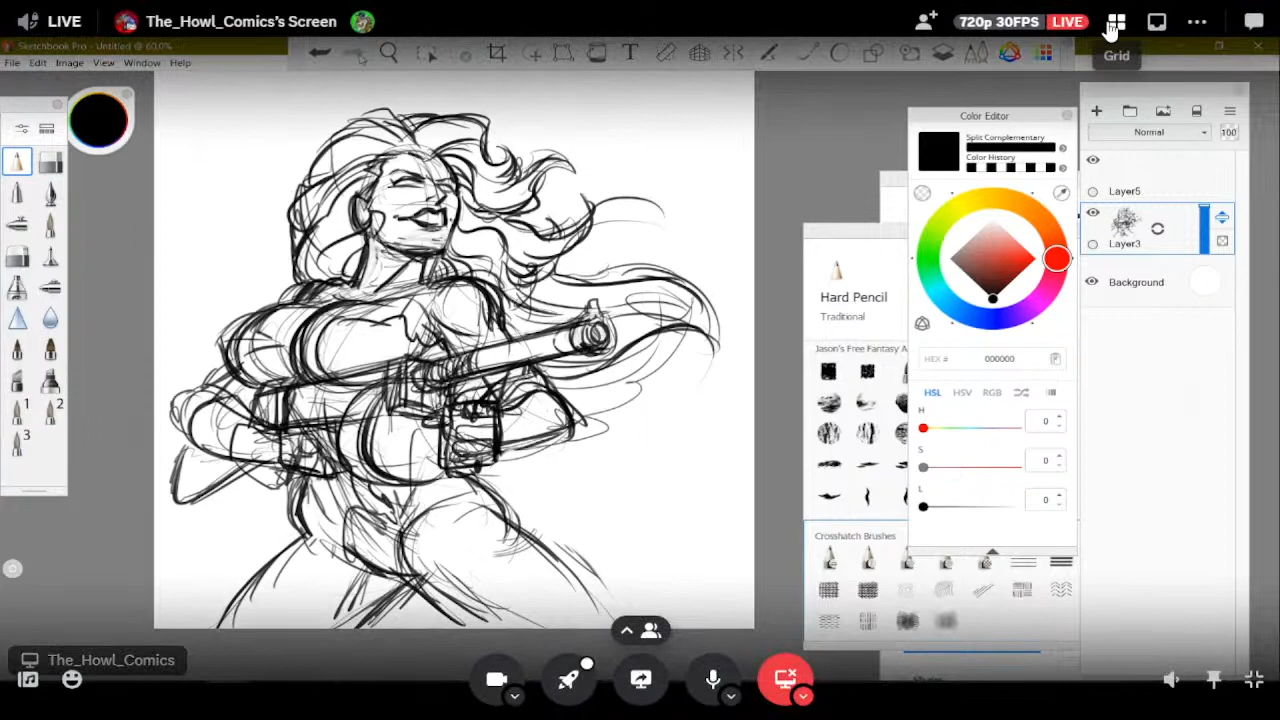 LIVE
The_Howl_Comics's Screen
720p 30FPS LIVE
Sketchbook Pro - Untitled @ 60.0%
Grid
File Edit Image View Window Help
T
Color Editor
Split Complementary
Color History
Normal
100
Layer5
Layer3
Background
Hard Pencil
Traditional
HEX # 000000
Jason's Free Fantasy A
HSL HSV RGB
H 0
S 0
L 0
1
2
3
Crosshatch Brushes
The_Howl_Comics